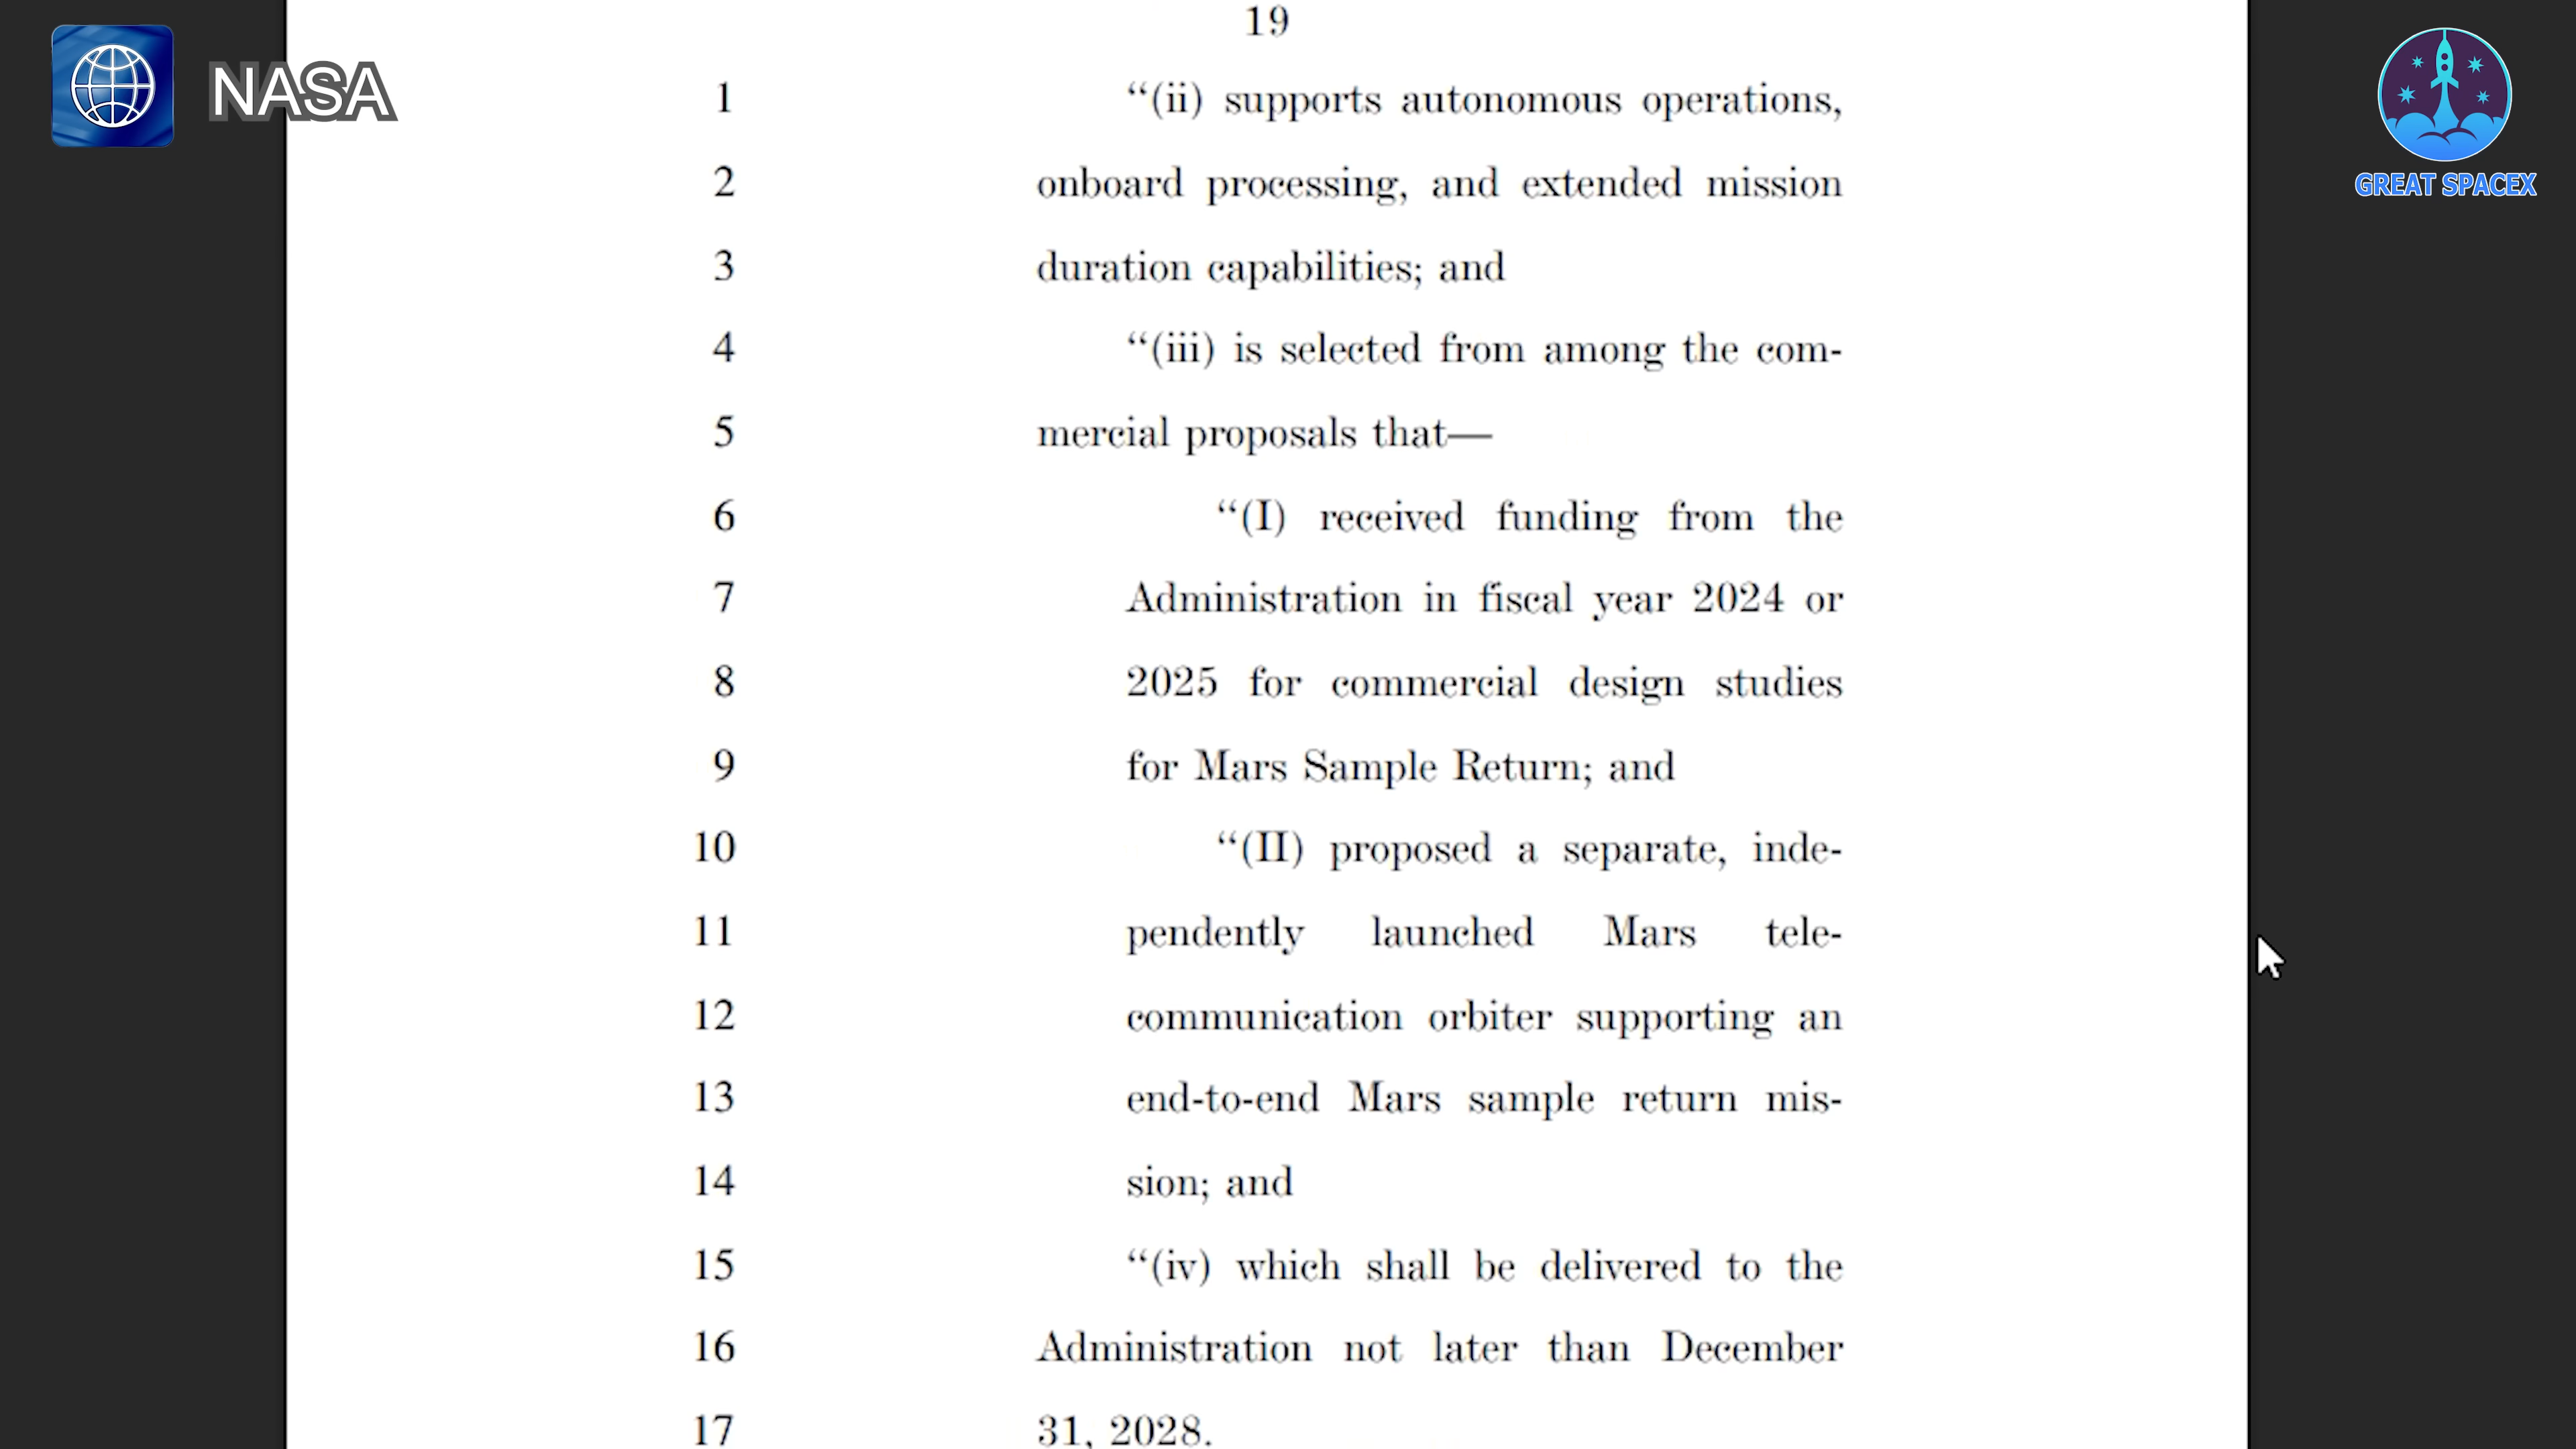 19
NASA
GREAT SPACEX
1 “(ii) supports autonomous operations,
2 onboard processing, and extended mission
3 duration capabilities; and
4 “(iii) is selected from among the com-
5 mercial proposals that—
6 “(I) received funding from the
7 Administration in fiscal year 2024 or
8 2025 for commercial design studies
9 for Mars Sample Return; and
10 “(II) proposed a separate, inde-
11 pendently launched Mars tele-
12 communication orbiter supporting an
13 end-to-end Mars sample return mis-
14 sion; and
15 “(iv) which shall be delivered to the
16 Administration not later than December
17 31, 2028.